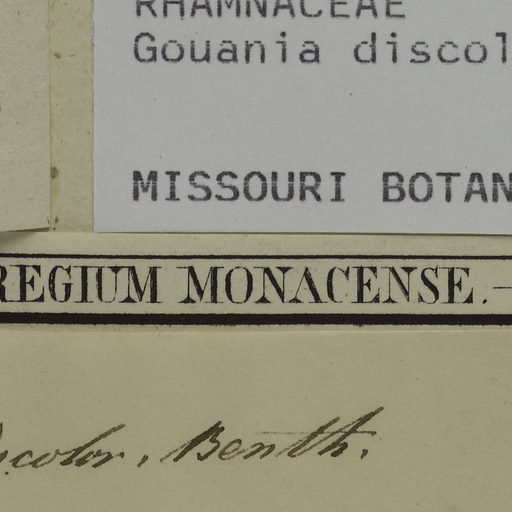 RHAMNACEAE
Gouania discol
MISSOURI BOTAN
REGIUM MONACENSE.—
scolor, Benth.